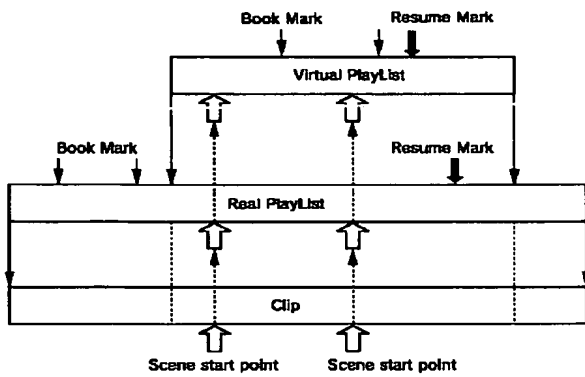 Book Mark
Resume Mark
Virtual PlayList
Book Mark
Resume Mark
Real PlayList
Clip
Scene start point
Scene start point